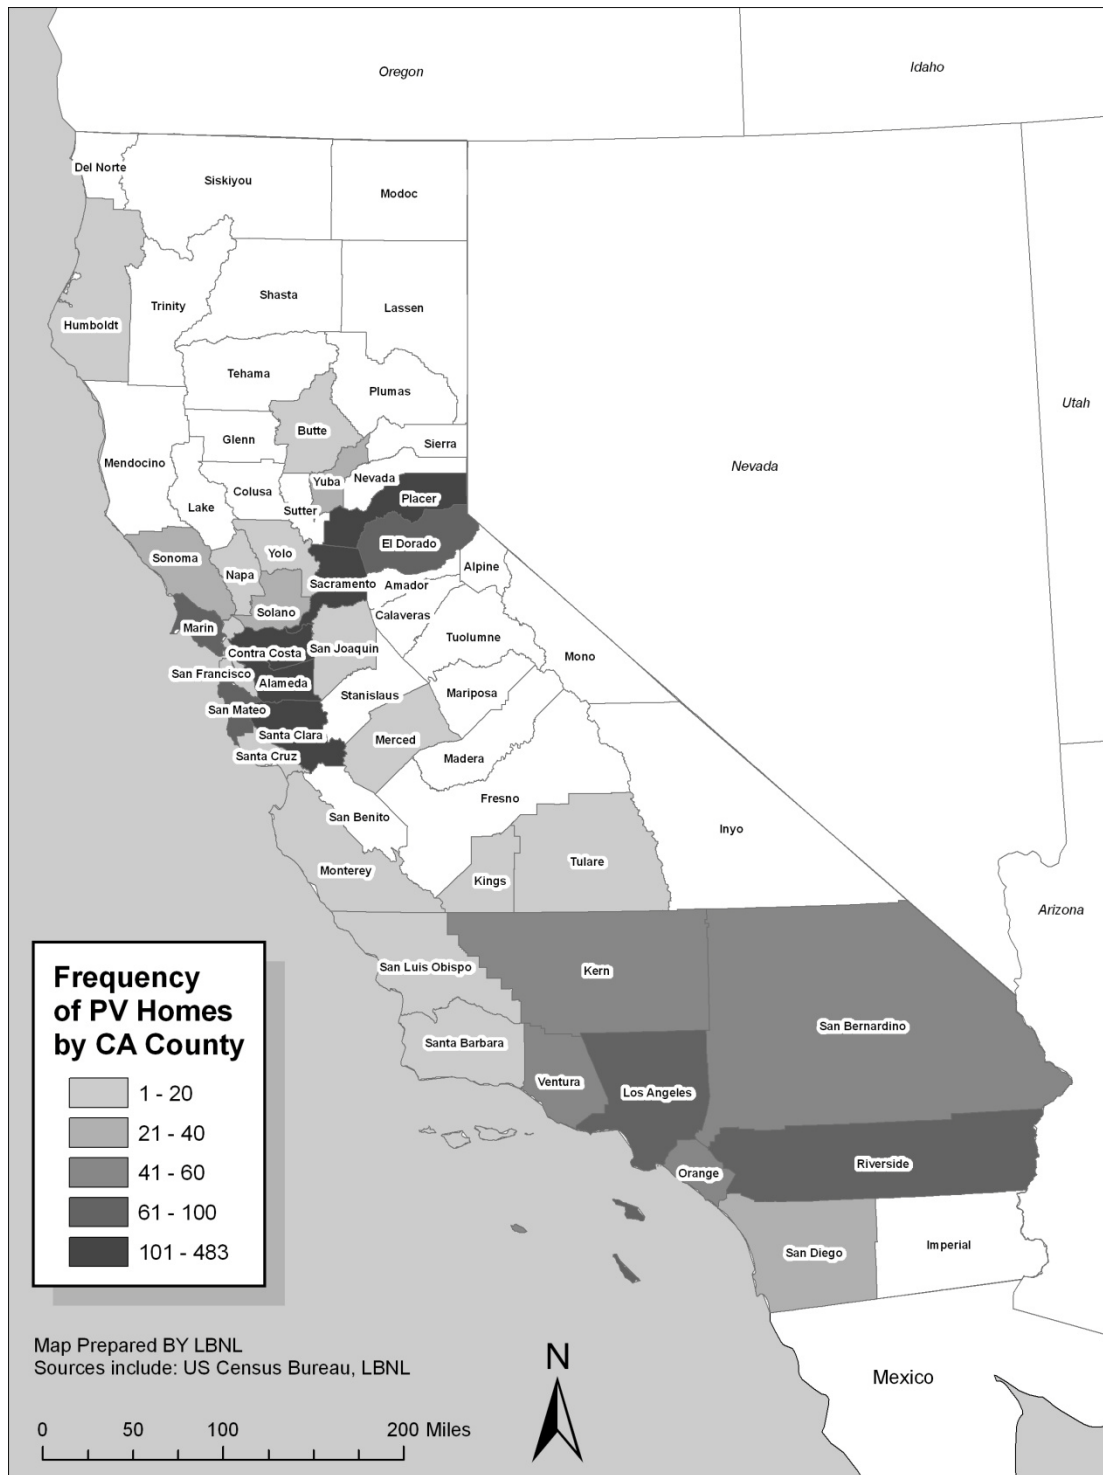 Oregon
Idaho
Del Norte
Siskiyou
Modoc
Trinity
Shasta
Lassen
Humboldt
Tehama
Plumas
Utah
Butte
Glenn
Sierra
Mendocino
Nevada
Nevada
Yuba
Colusa
Placer
Lake
Sutter
El Dorado
Sonoma
Yolo
Alpine
Napa
Sacramento
Amador
Solano
Calaveras
Marin
Tuolumne
Contra Costa
San Joaquin
Mono
San Francisco
Alameda
Stanislaus
Mariposa
San Mateo
Santa Clara
Merced
Santa Cruz
Madera
Fresno
San Benito
Inyo
Monterey
Tulare
Kings
Arizona
San Luis Obispo
Kern
San Bernardino
Santa Barbara
Ventura
Los Angeles
Orange
Riverside
San Diego
Imperial
Mexico
Frequency
of PV Homes
by CA County
1 - 20
21 - 40
41 - 60
61 - 100
101 - 483
Map Prepared BY LBNL
Sources include: US Census Bureau, LBNL
N
0 50 100 200 Miles